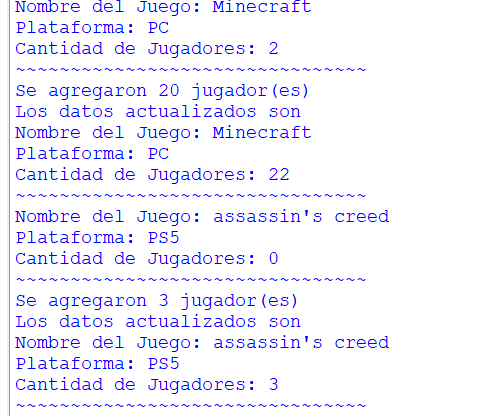 Nombre del Juego: Minecraft
Plataforma: PC
Cantidad de Jugadores: 2
~~~~~~~~~~~~~~~~~~~~~~~~~~~~~~~~
Se agregaron 20 jugador(es)
Los datos actualizados son
Nombre del Juego: Minecraft
Plataforma: PC
Cantidad de Jugadores: 22
~~~~~~~~~~~~~~~~~~~~~~~~~~~~~~~~
Nombre del Juego: assassin's creed
Plataforma: PS5
Cantidad de Jugadores: 0
~~~~~~~~~~~~~~~~~~~~~~~~~~~~~~~~
Se agregaron 3 jugador(es)
Los datos actualizados son
Nombre del Juego: assassin's creed
Plataforma: PS5
Cantidad de Jugadores: 3
~~~~~~~~~~~~~~~~~~~~~~~~~~~~~~~~